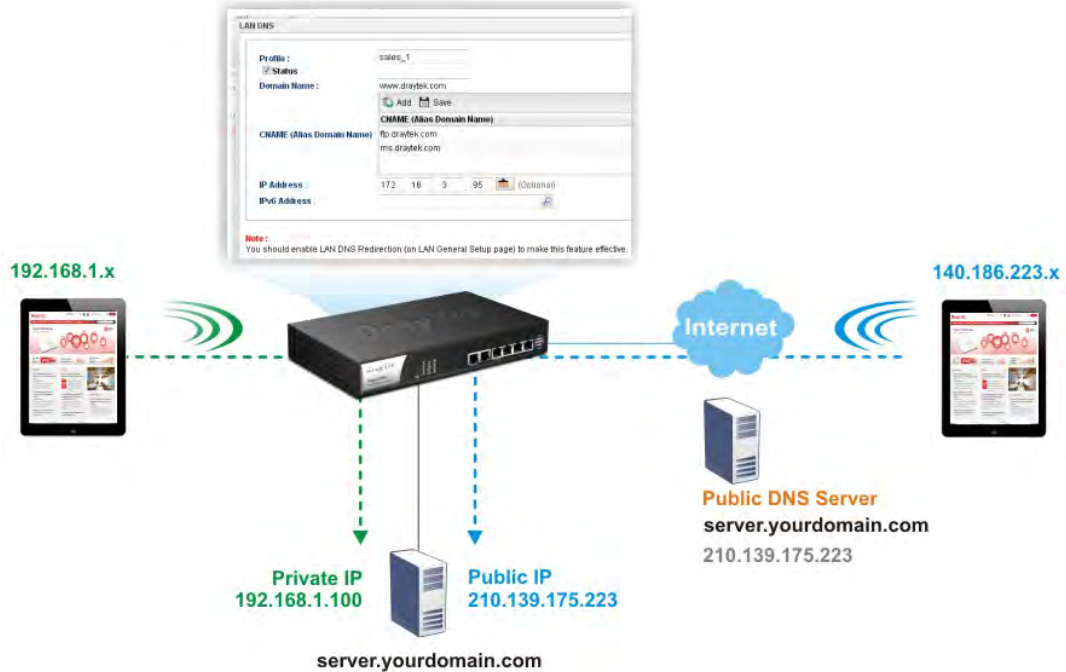 LAN DNS
Profile : sales_1
Status
Domain Name : www.draytek.com
Add Save
CNAME (Alias Domain Name)
CNAME (Alias Domain Name) ftp.draytek.com
ms.draytek.com
IP Address : 172 16 3 95 (Optional)
IPv6 Address :
Note :
You should enable LAN DNS Redirection (on LAN General Setup page) to make this feature effective.
192.168.1.x
140.186.223.x
Internet
Public DNS Server
server.yourdomain.com
210.139.175.223
Private IP
192.168.1.100
Public IP
210.139.175.223
server.yourdomain.com